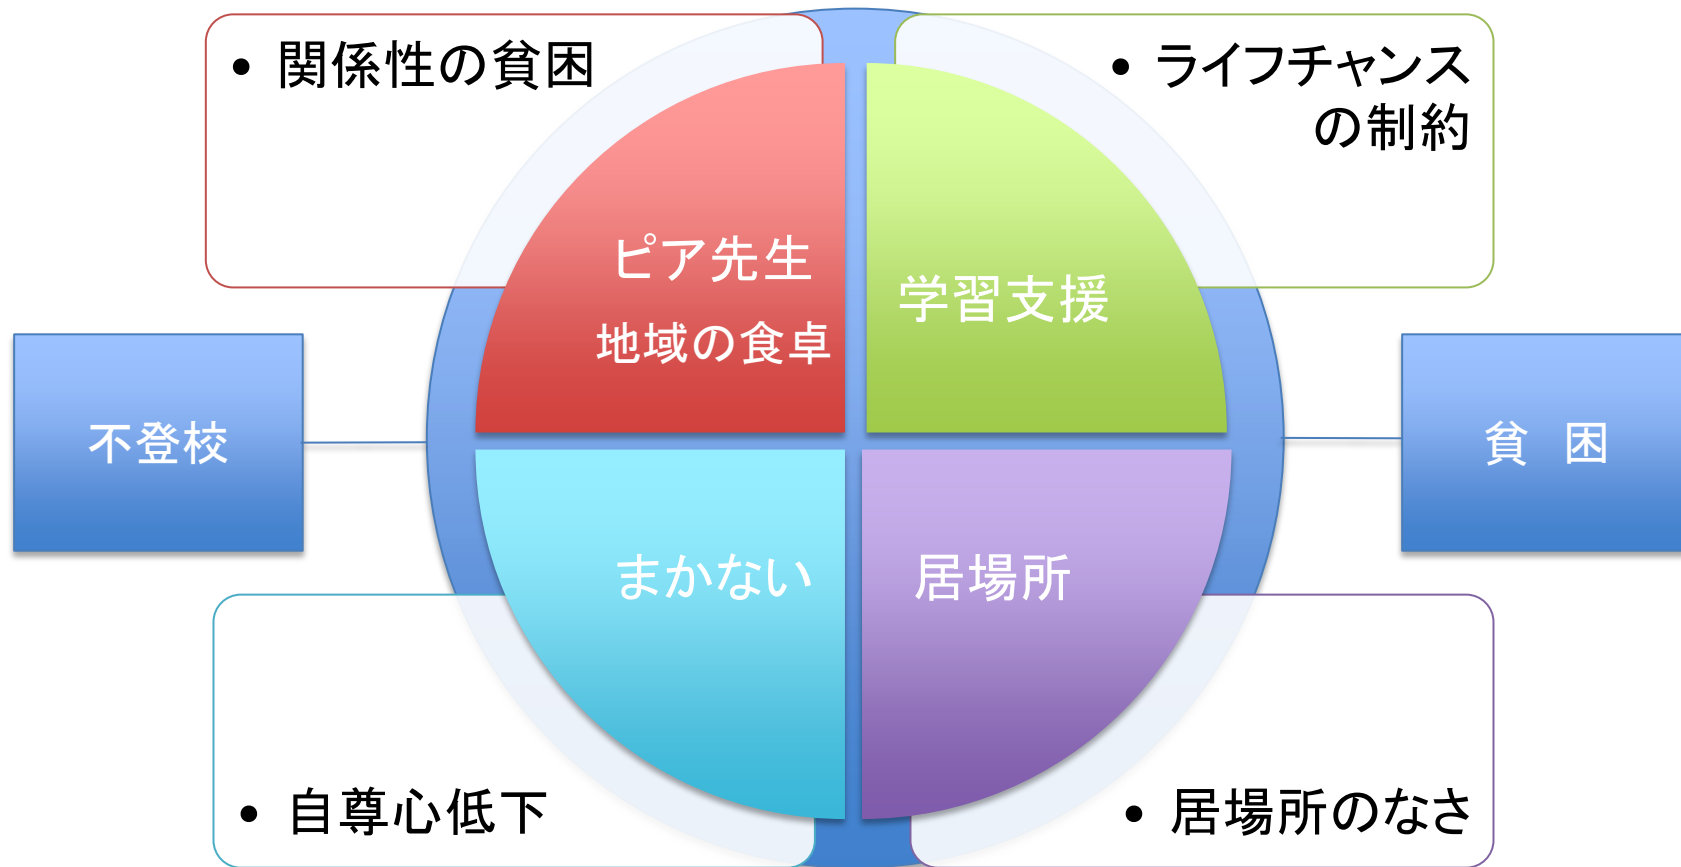 • 関係性の貧困
• ライフチャンス
の制約
ピア先生
地域の食卓
学習支援
不登校
貧　困
まかない
居場所
• 自尊心低下
• 居場所のなさ